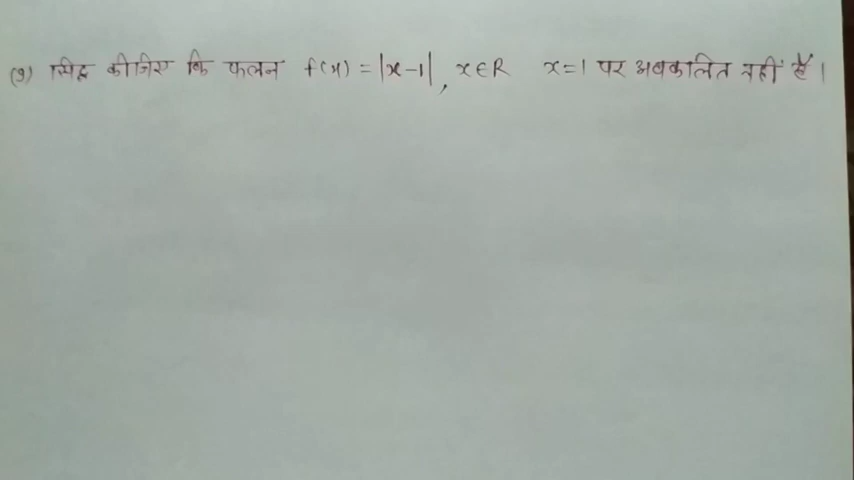 (9) सिद्ध कीजिए कि फलन f(x) = |x-1|, x∈R x=1 पर अवकलित नहीं है।